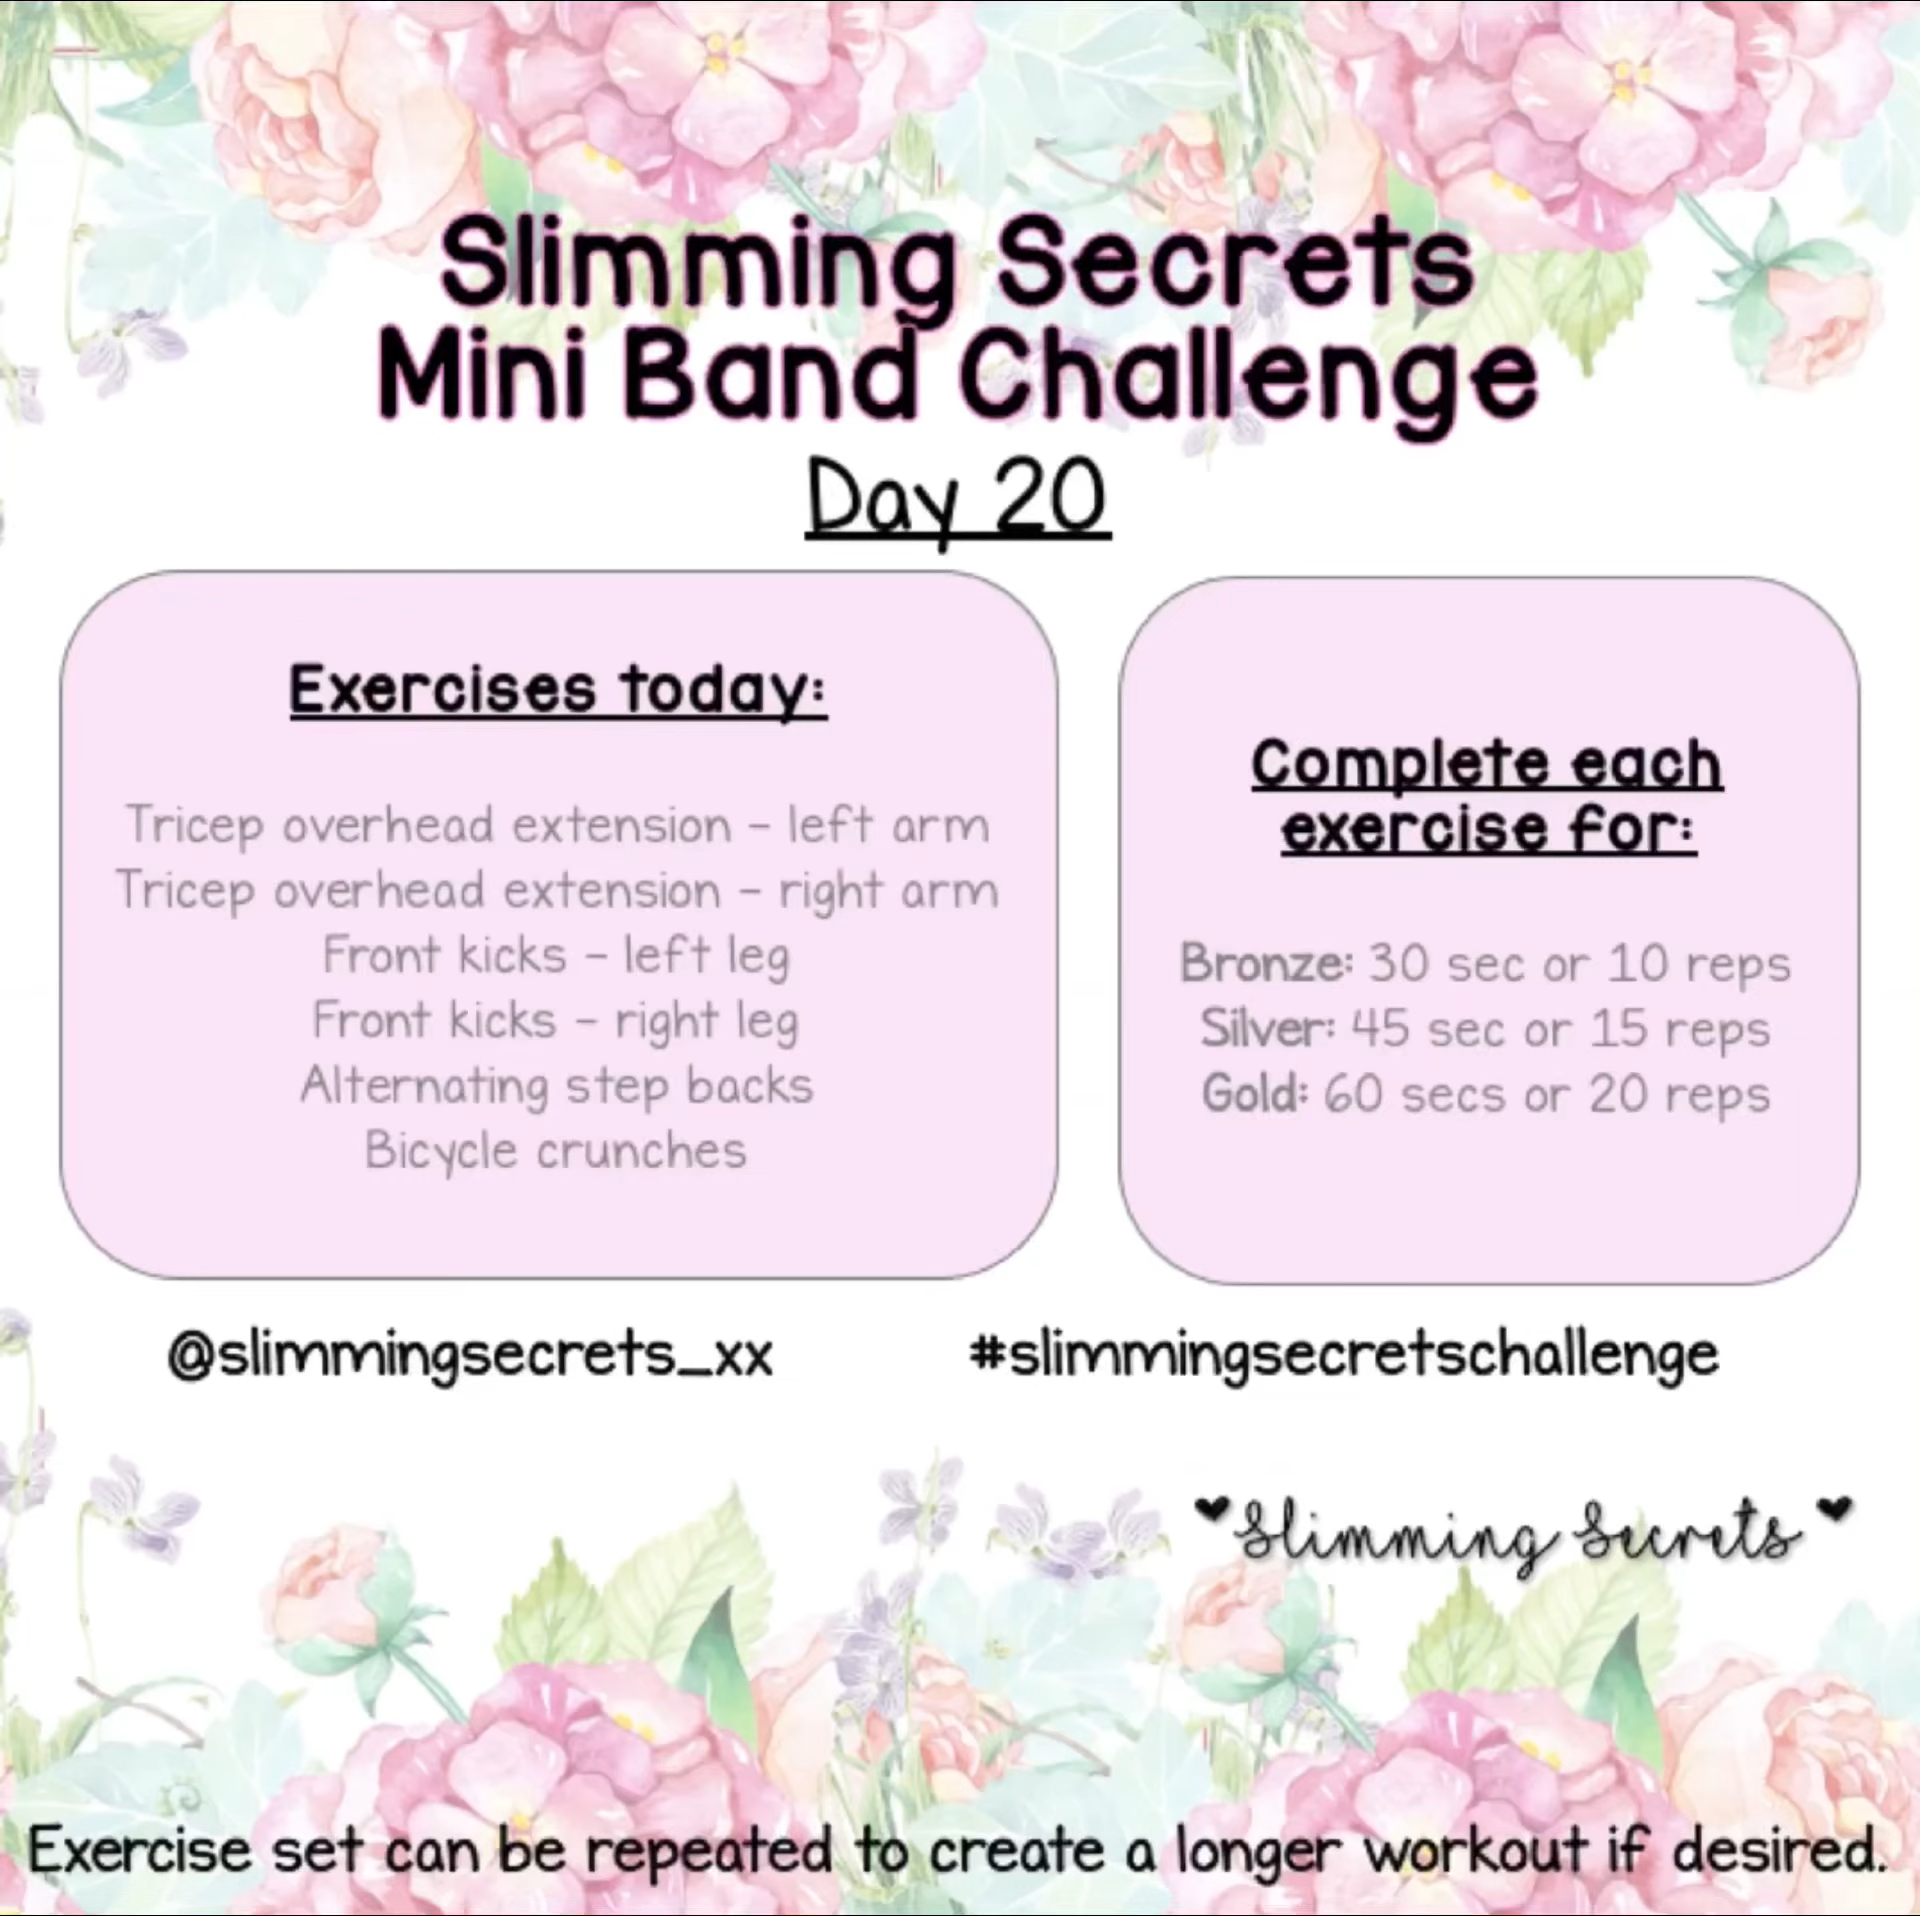 Slimming Secrets
Mini Band Challenge
Day 20
Exercises today:
Tricep overhead extension - left arm
Tricep overhead extension - right arm
Front kicks - left leg
Front kicks - right leg
Alternating step backs
Bicycle crunches
Complete each
exercise for:
Bronze: 30 sec or 10 reps
Silver: 45 sec or 15 reps
Gold: 60 secs or 20 reps
@slimmingsecrets_xx
#slimmingsecretschallenge
❤Slimming Secrets❤
Exercise set can be repeated to create a longer workout if desired.